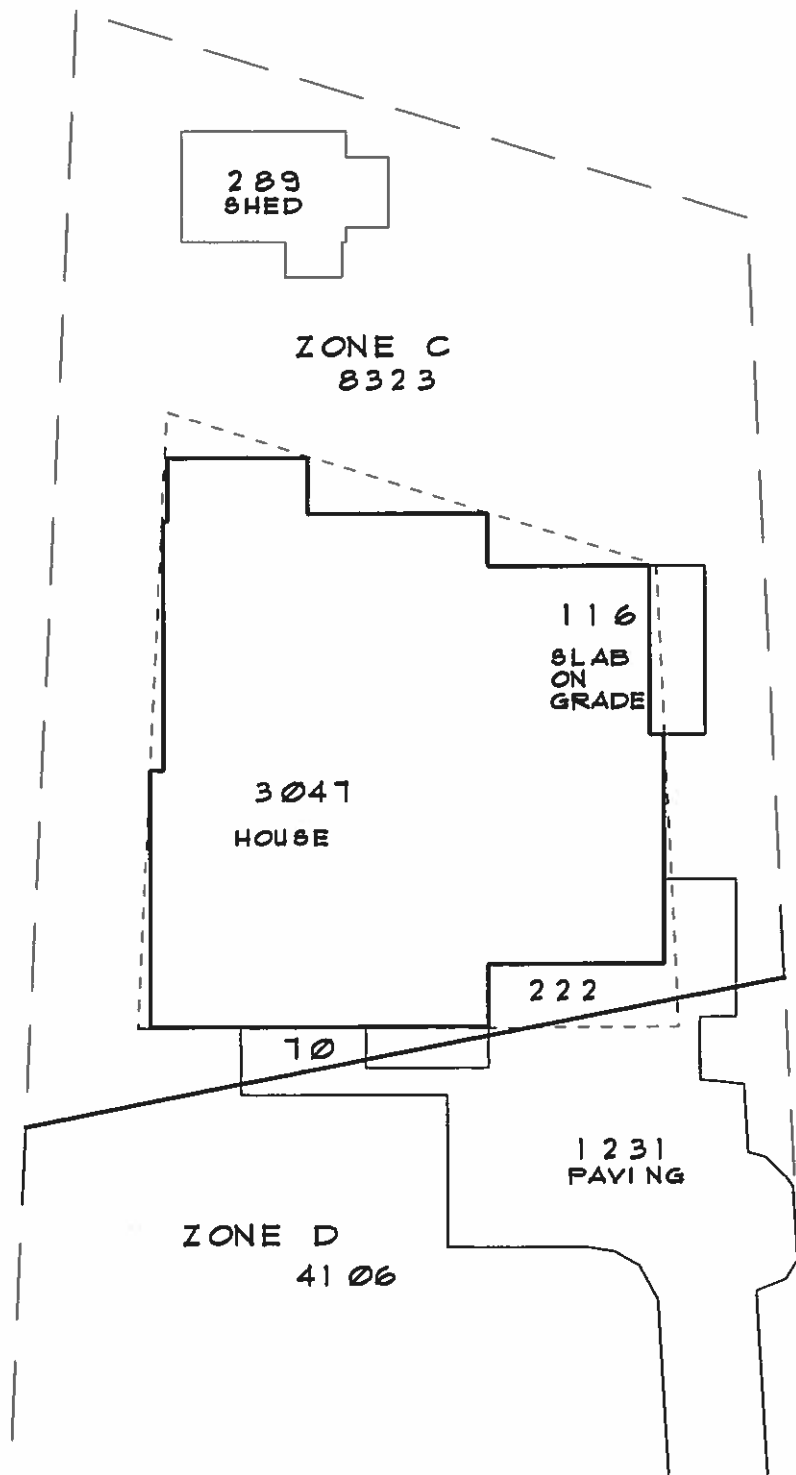 289
SHED
ZONE C
8323
116
SLAB
ON
GRADE
3047
HOUSE
222
70
1231
PAVING
ZONE D
4106